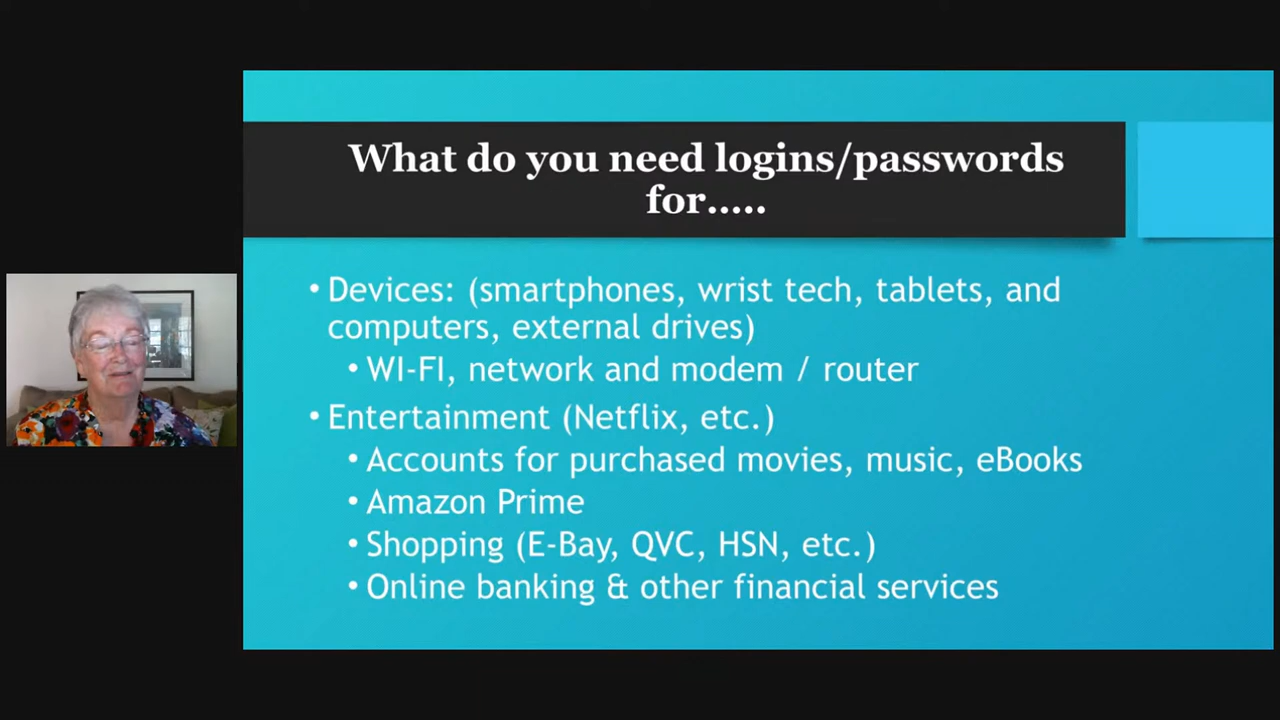 What do you need logins/passwords
for.....
• Devices: (smartphones, wrist tech, tablets, and
computers, external drives)
• WI-FI, network and modem / router
• Entertainment (Netflix, etc.)
• Accounts for purchased movies, music, eBooks
• Amazon Prime
• Shopping (E-Bay, QVC, HSN, etc.)
• Online banking & other financial services